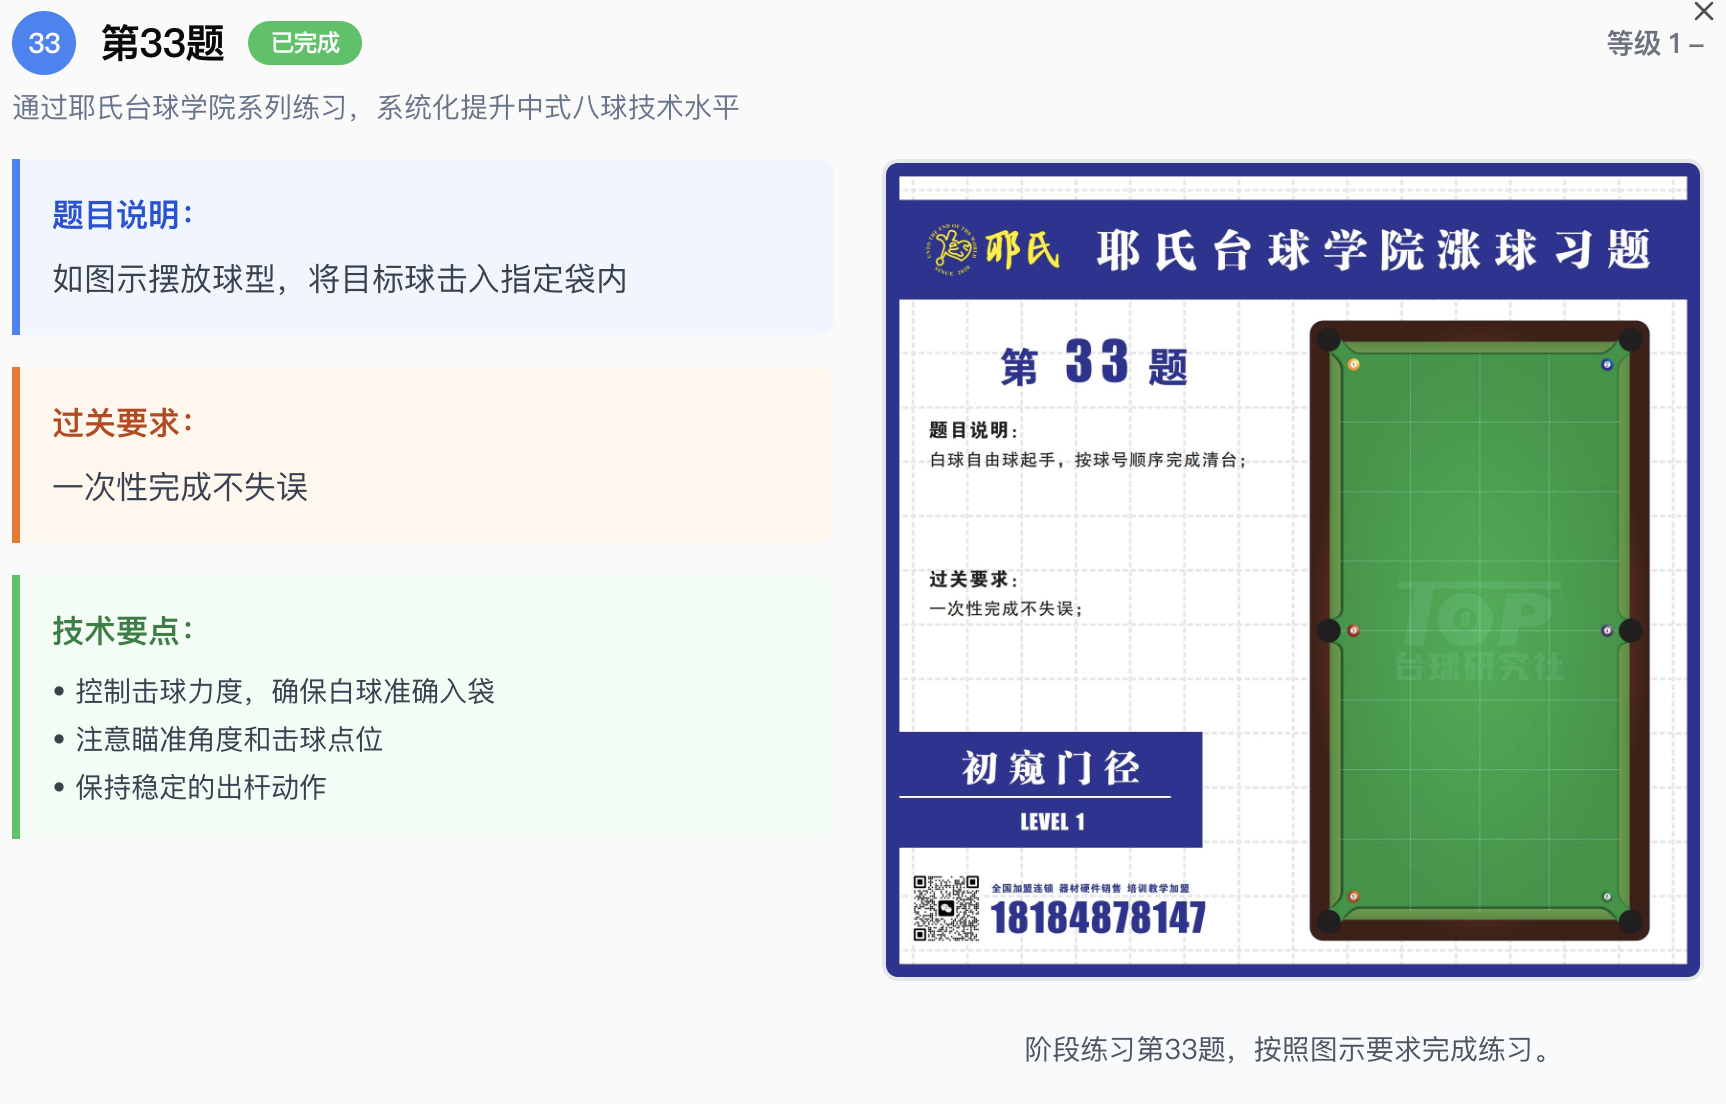 33
第33题
已完成
等级 1 –
通过耶氏台球学院系列练习，系统化提升中式八球技术水平
题目说明：
如图示摆放球型，将目标球击入指定袋内
过关要求：
一次性完成不失误
技术要点：
• 控制击球力度，确保白球准确入袋
• 注意瞄准角度和击球点位
• 保持稳定的出杆动作
UNTO THE END OF THE WORLD
SINCE 2020
耶氏
耶氏台球学院涨球习题
第 33 题
题目说明：
白球自由球起手，按球号顺序完成清台；
过关要求：
一次性完成不失误；
TOP
8
台球研究社
初窥门径
LEVEL 1
全国加盟连锁 器材硬件销售 培训教学加盟
18184878147
阶段练习第33题，按照图示要求完成练习。